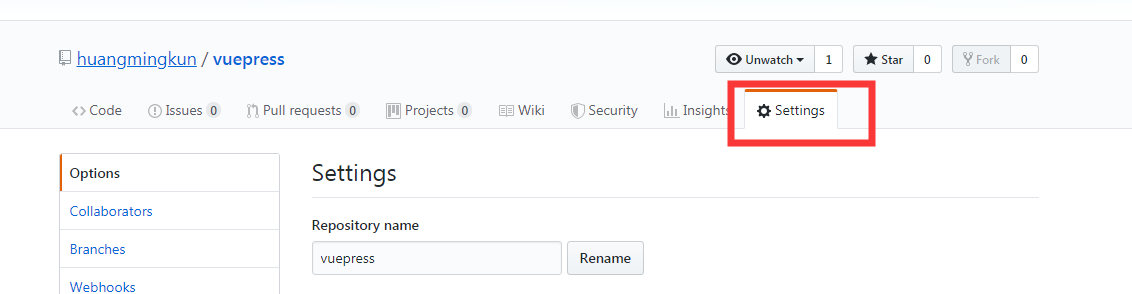 huangmingkun / vuepress
Unwatch 1 Star 0 Fork 0
Code Issues 0 Pull requests 0 Projects 0 Wiki Security Insights Settings
Options
Collaborators
Branches
Webhooks
Settings
Repository name
vuepress Rename